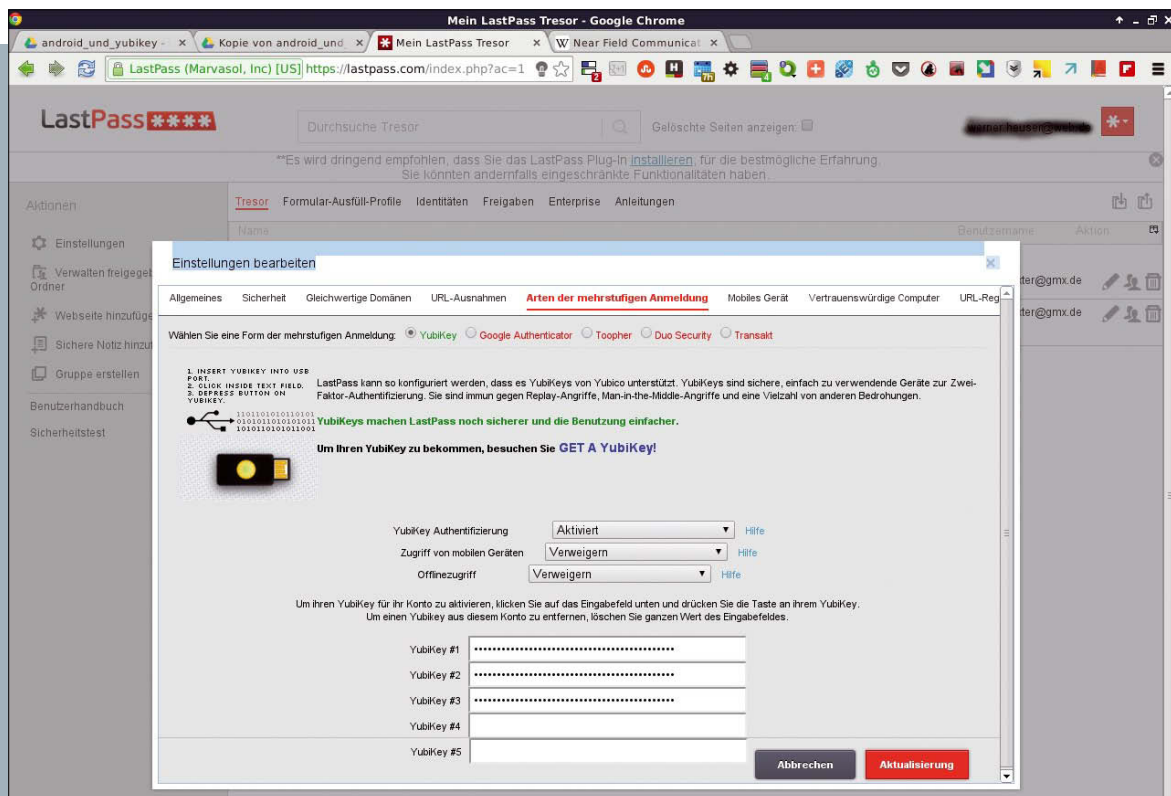 Mein LastPass Tresor - Google Chrome
android_und_yubikey -
Kopie von android_und_
Mein LastPass Tresor
Near Field Communicat
LastPass (Marvasol, Inc) [US] https://lastpass.com/index.php?ac=1
LastPass ****
Durchsuche Tresor
Gelöschte Seiten anzeigen:
**Es wird dringend empfohlen, dass Sie das LastPass Plug-In installieren, für die bestmögliche Erfahrung.
Sie könnten andernfalls eingeschränkte Funktionalitäten haben.
Aktionen
Tresor Formular-Ausfüll-Profile Identitäten Freigaben Enterprise Anleitungen
Name Benutzername Aktion
Einstellungen
Verwalten freigegeb
Ordner
Webseite hinzufüge
Sichere Notiz hinzu
Gruppe erstellen
Benutzerhandbuch
Sicherheitstest
ter@gmx.de
ter@gmx.de
Einstellungen bearbeiten
Allgemeines Sicherheit Gleichwertige Domänen URL-Ausnahmen Arten der mehrstufigen Anmeldung Mobiles Gerät Vertrauenswürdige Computer URL-Reg
Wählen Sie eine Form der mehrstufigen Anmeldung: YubiKey Google Authenticator Toopher Duo Security Transakt
1. INSERT YUBIKEY INTO USB
PORT.
2. CLICK INSIDE TEXT FIELD.
3. DEPRESS BUTTON ON
YUBIKEY.
1101101010110101
0101011010101011
1010110101011001
LastPass kann so konfiguriert werden, dass es YubiKeys von Yubico unterstützt. YubiKeys sind sichere, einfach zu verwendende Geräte zur Zwei-
Faktor-Authentifizierung. Sie sind immun gegen Replay-Angriffe, Man-in-the-Middle-Angriffe und eine Vielzahl von anderen Bedrohungen.
YubiKeys machen LastPass noch sicherer und die Benutzung einfacher.
Um Ihren YubiKey zu bekommen, besuchen Sie GET A YubiKey!
YubiKey Authentifizierung Aktiviert Hilfe
Zugriff von mobilen Geräten Verweigern Hilfe
Offlinezugriff Verweigern Hilfe
Um ihren YubiKey für ihr Konto zu aktivieren, klicken Sie auf das Eingabefeld unten und drücken Sie die Taste an ihrem YubiKey.
Um einen Yubikey aus diesem Konto zu entfernen, löschen Sie ganzen Wert des Eingabefeldes.
YubiKey #1
YubiKey #2
YubiKey #3
YubiKey #4
YubiKey #5
Abbrechen
Aktualisierung